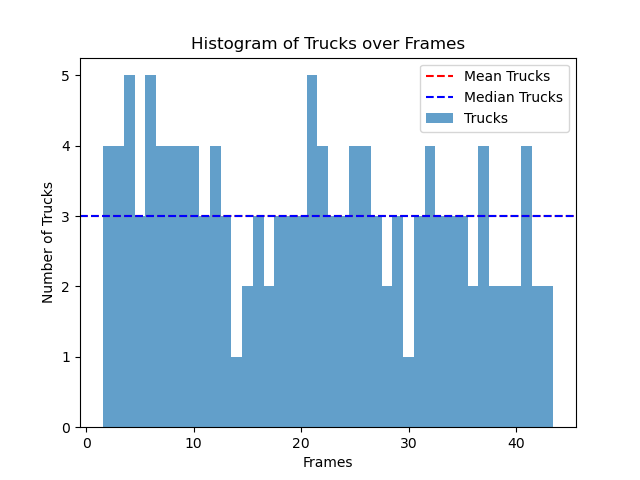 Histogram of Trucks over Frames
Mean Trucks
Median Trucks
Trucks
Number of Trucks
5
4
3
2
1
0
0 10 20 30 40
Frames